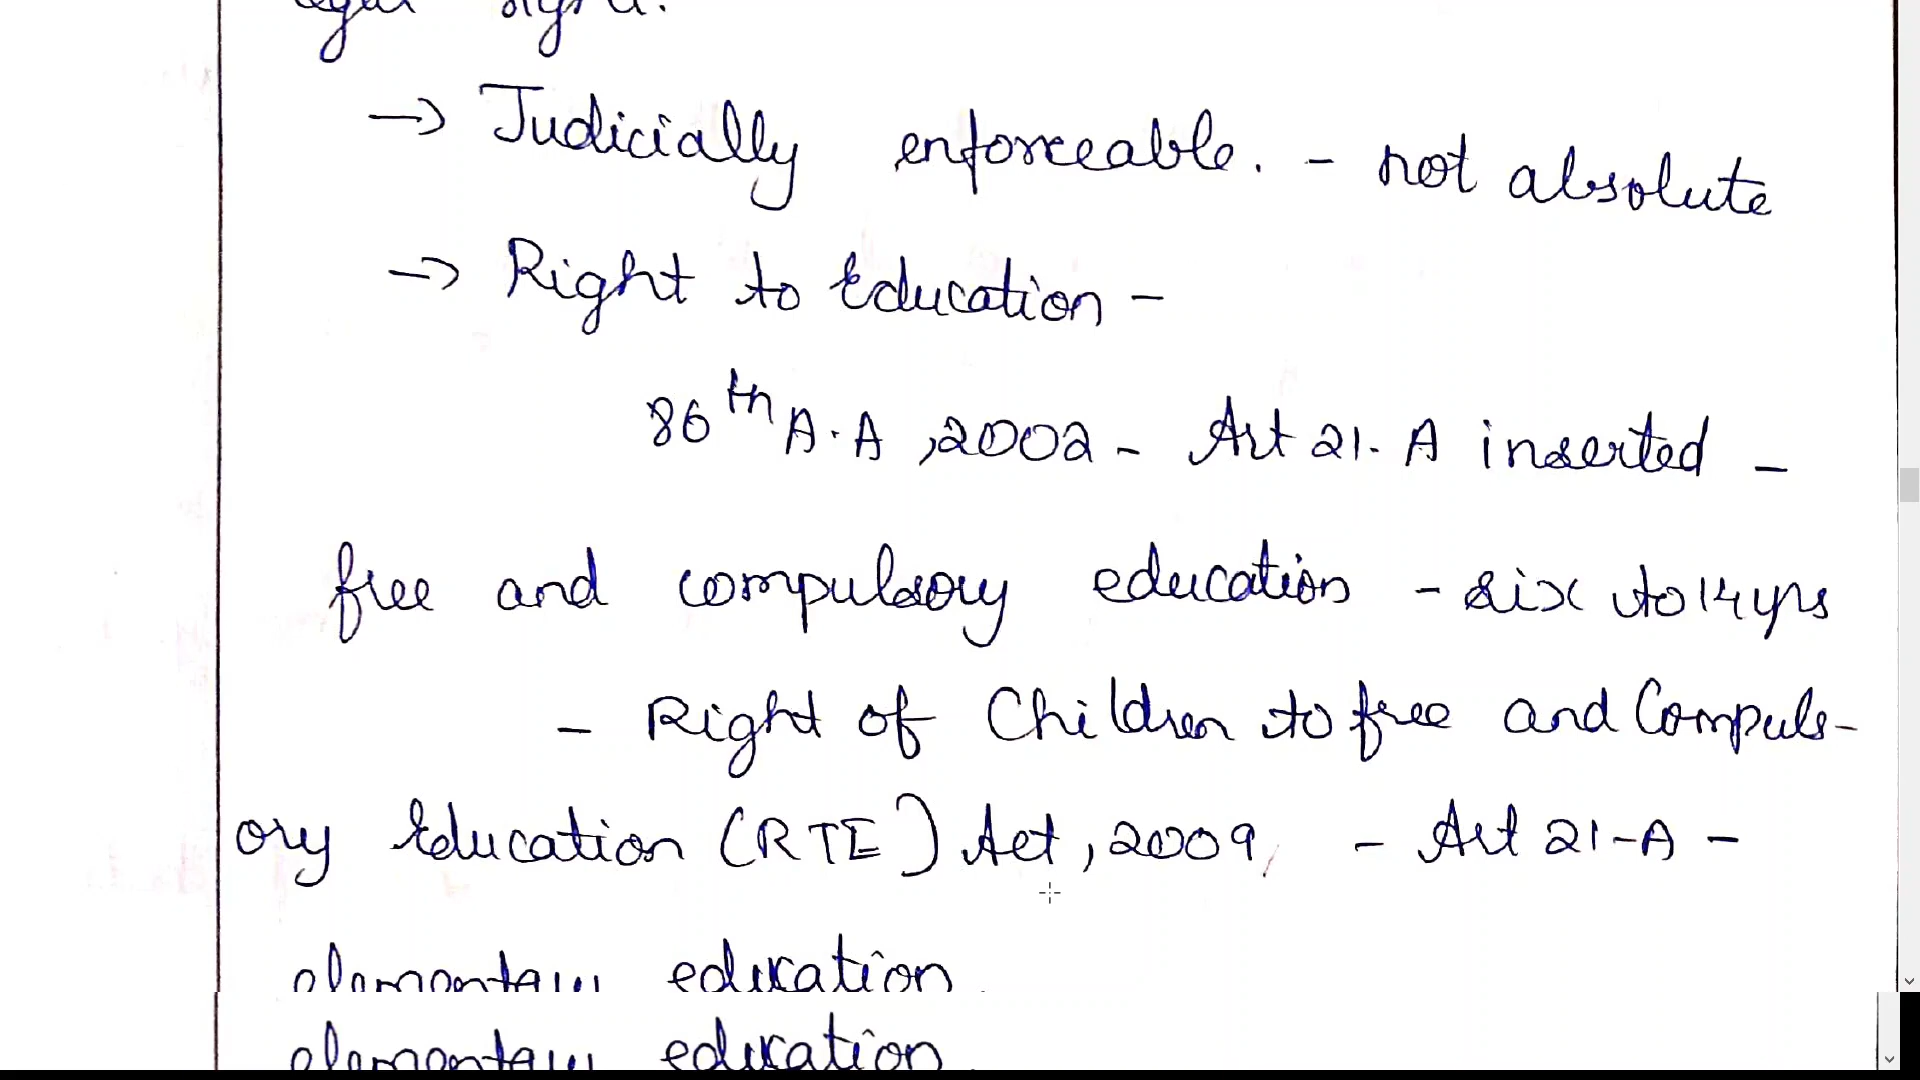 legal right.
→ Judicially enforceable. - not absolute
→ Right to Education -
86th A.A, 2002 - Art 21-A inserted -
free and compulsory education - six to 14 yrs
- Right of Children to free and Compuls-
ory Education (RTE) Act, 2009 - Art 21-A -
elementary education.
elementary education.